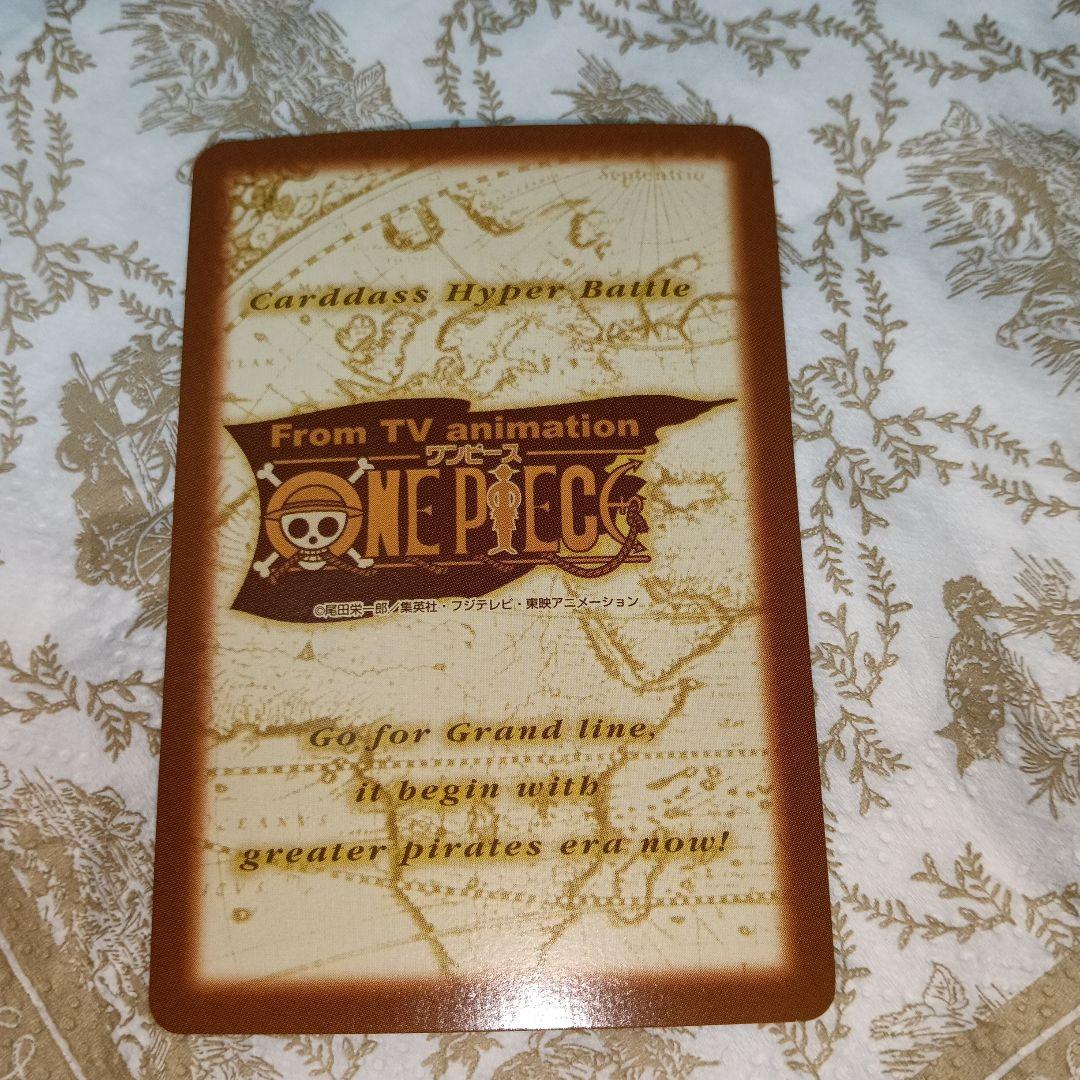 Septentrio
Carddass Hyper Battle
From TV animation
ワンピース
ONE PIECE
©尾田栄一郎／集英社・フジテレビ・東映アニメーション
Go for Grand line,
it begin with
greater pirates era now!